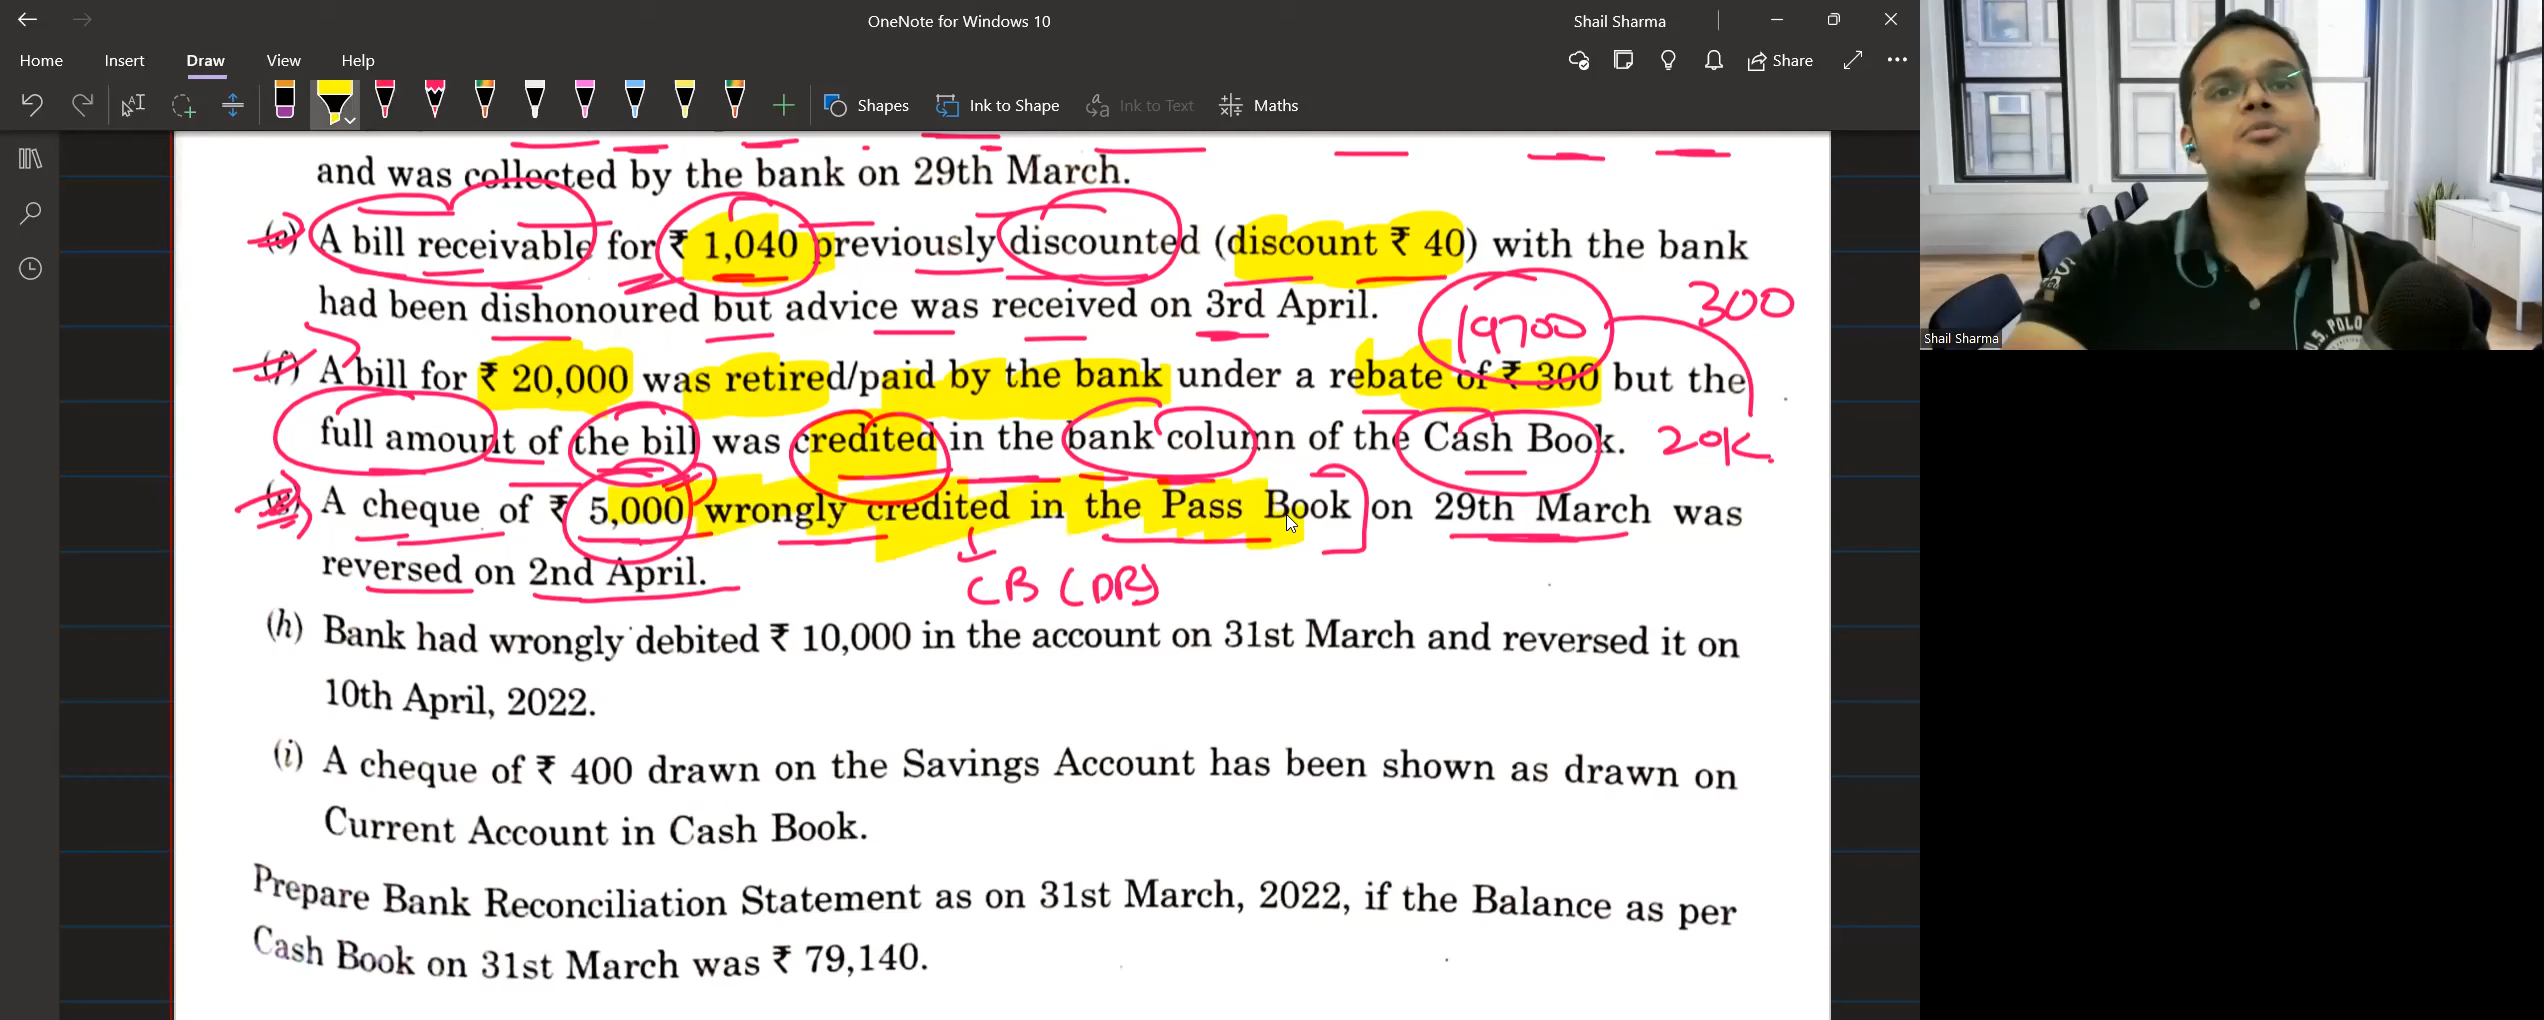 OneNote for Windows 10
Shail Sharma
Home Insert Draw View Help
Share
Shapes Ink to Shape Ink to Text Maths
and was collected by the bank on 29th March.
(e) A bill receivable for ₹ 1,040 previously discounted (discount ₹ 40) with the bank
had been dishonoured but advice was received on 3rd April.
19700
300
(f) A bill for ₹ 20,000 was retired/paid by the bank under a rebate of ₹ 300 but the
full amount of the bill was credited in the bank column of the Cash Book.
20K
(g) A cheque of ₹ 5,000 wrongly credited in the Pass Book on 29th March was
reversed on 2nd April.
CB (DR)
(h) Bank had wrongly debited ₹ 10,000 in the account on 31st March and reversed it on
10th April, 2022.
(i) A cheque of ₹ 400 drawn on the Savings Account has been shown as drawn on
Current Account in Cash Book.
Prepare Bank Reconciliation Statement as on 31st March, 2022, if the Balance as per
Cash Book on 31st March was ₹ 79,140.
U.S. POLO
Shail Sharma